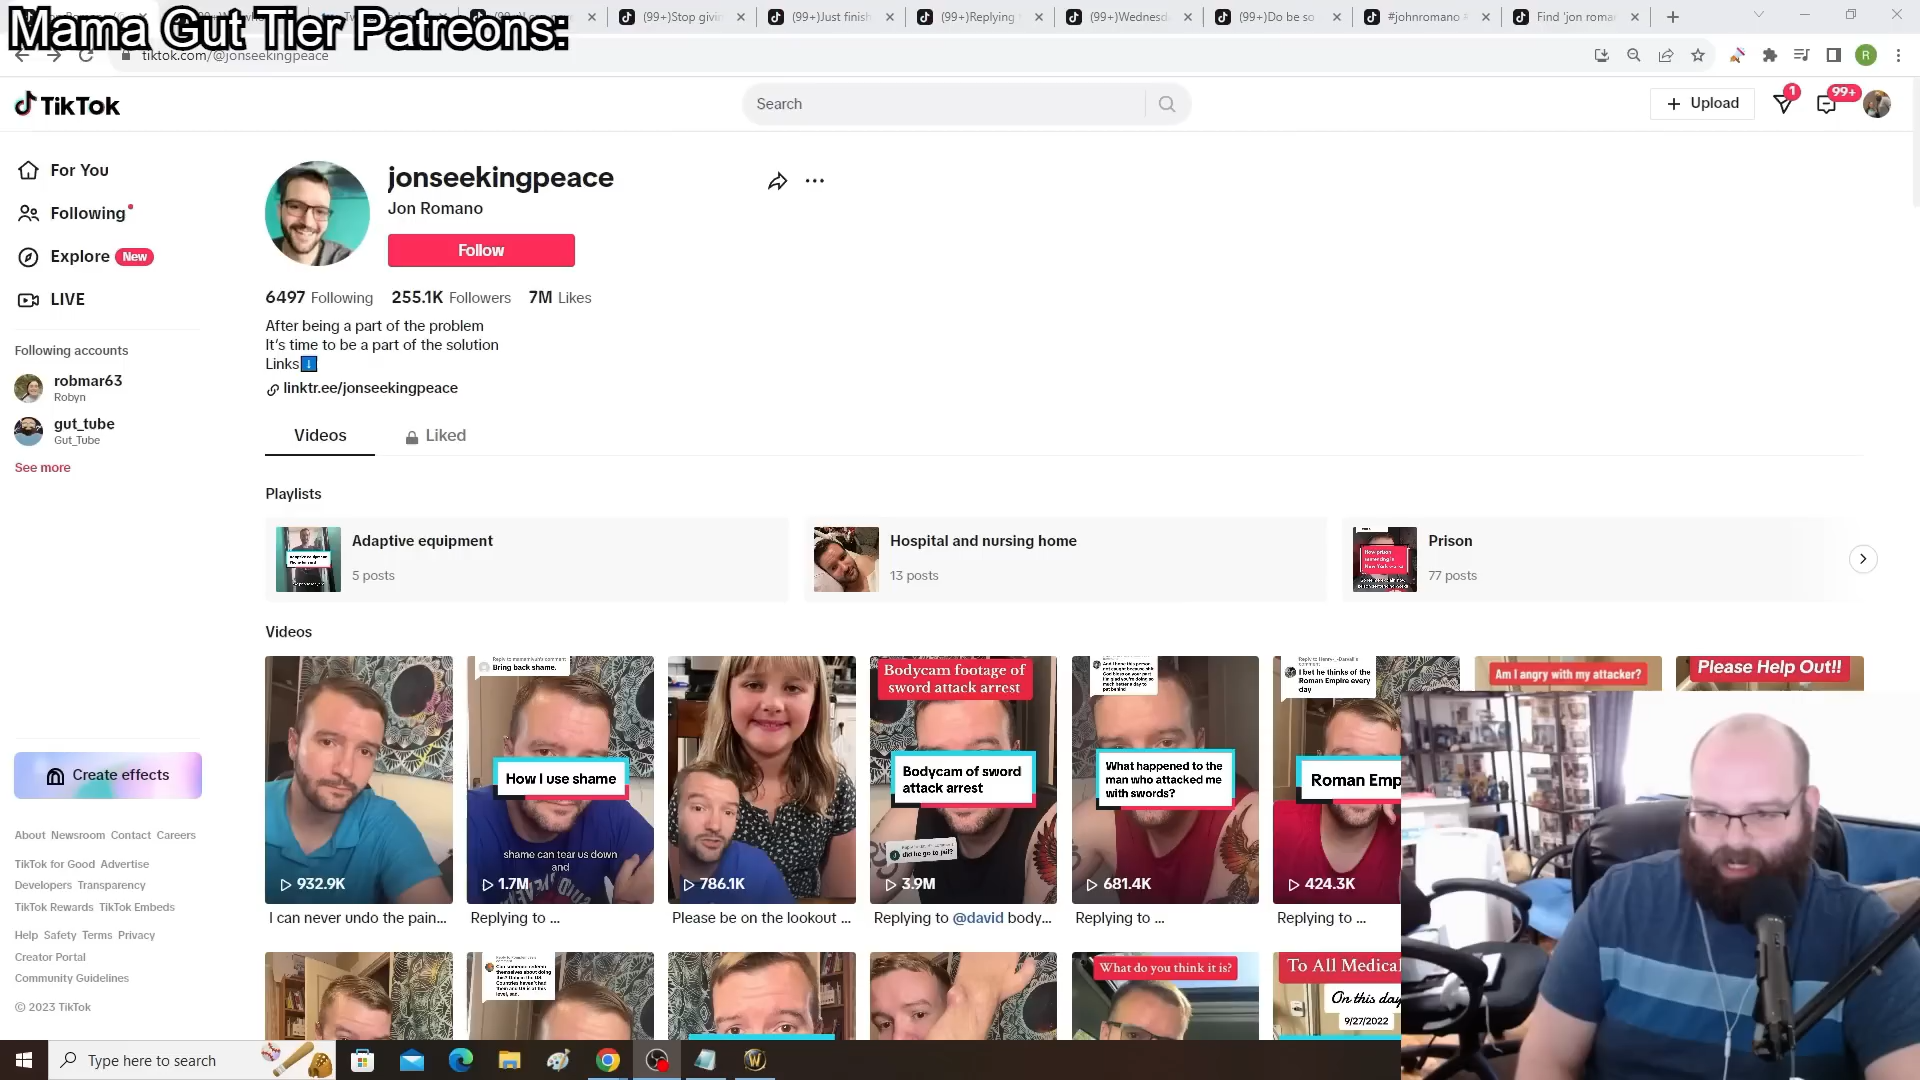 Mama Gut Tier Patreons:
(99+)Stop givin
(99+)Just finish
(99+)Replying
(99+)Wednesd
(99+)Do be so
#johnromano
Find 'jon roma
tiktok.com/@jonseekingpeace
R
TikTok
Search
Upload
1
99+
For You
Following
Explore
New
LIVE
Following accounts
robmar63
Robyn
gut_tube
Gut_Tube
See more
Create effects
About Newsroom Contact Careers
TikTok for Good Advertise
Developers Transparency
TikTok Rewards TikTok Embeds
Help Safety Terms Privacy
Creator Portal
Community Guidelines
© 2023 TikTok
jonseekingpeace
Jon Romano
Follow
6497 Following 255.1K Followers 7M Likes
After being a part of the problem
It's time to be a part of the solution
Links
linktr.ee/jonseekingpeace
Videos
Liked
Playlists
Adaptive equipment
5 posts
Hospital and nursing home
13 posts
Prison
77 posts
Videos
932.9K
I can never undo the pain...
Bring back shame.
How I use shame
shame can tear us down
and
1.7M
Replying to ...
786.1K
Please be on the lookout ...
Bodycam footage of
sword attack arrest
Bodycam of sword
attack arrest
did he go to jail?
3.9M
Replying to @david body...
What happened to the
man who attacked me
with swords?
681.4K
Replying to ...
I bet he thinks of the
Roman Empire every
day
Roman Emp
424.3K
Replying to ...
Am I angry with my attacker?
Please Help Out!!
What do you think it is?
To All Medical
On this day
9/27/2022
Type here to search